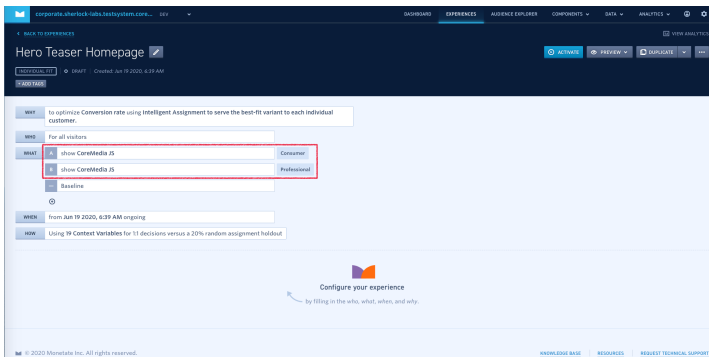 corporate.sherlock-labs.testsystem.core... DEV
DASHBOARD EXPERIENCES AUDIENCE EXPLORER COMPONENTS DATA ANALYTICS
BACK TO EXPERIENCES
VIEW ANALYTICS
Hero Teaser Homepage
ACTIVATE PREVIEW DUPLICATE
INDIVIDUAL FIT DRAFT Created: Jun 19 2020, 6:39 AM
+ ADD TAGS
WHY to optimize Conversion rate using Intelligent Assignment to serve the best-fit variant to each individual
customer.
WHO For all visitors
WHAT A show CoreMedia JS Consumer
B show CoreMedia JS Professional
Baseline
WHEN from Jun 19 2020, 6:39 AM ongoing
HOW Using 19 Context Variables for 1:1 decisions versus a 20% random assignment holdout
Configure your experience
by filling in the who, what, when, and why.
© 2020 Monetate Inc. All rights reserved.
KNOWLEDGE BASE RESOURCES REQUEST TECHNICAL SUPPORT